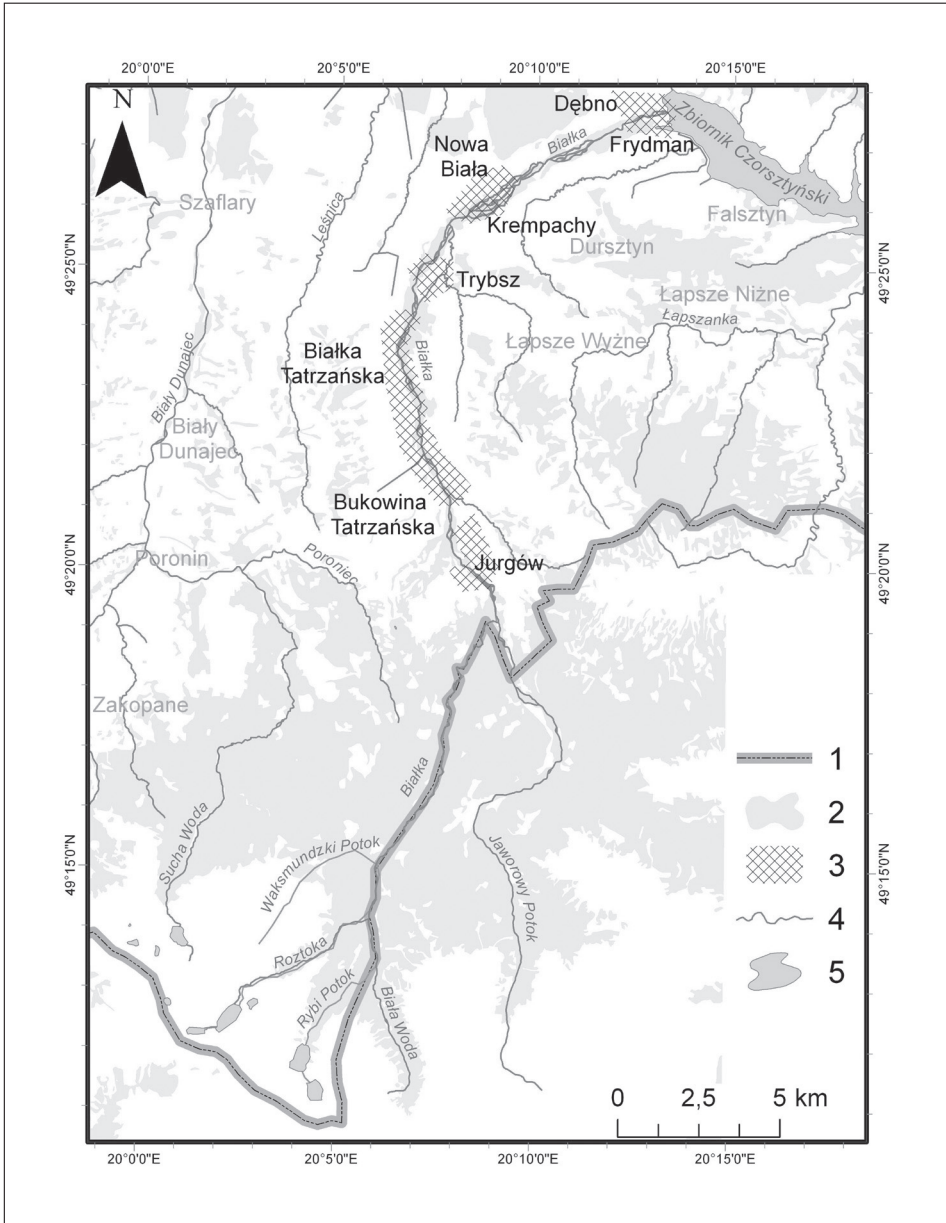 20°0'0"E 20°5'0"E 20°10'0"E 20°15'0"E
N
Dębno
Zbiornik Czorsztyński
Białka
Frydman
Nowa
Biała
Szaflary
Leśnica
Krempachy
Falsztyn
Dursztyn
49°25'0"N
49°25'0"N
Trybsz
Łapsze Niżne
Łapszanka
Łapsze Wyżne
Białka
Tatrzańska
Białka
Biały Dunajec
Biały
Dunajec
Bukowina
Tatrzańska
Poronin
Poroniec
Jurgów
49°20'0"N
49°20'0"N
Zakopane
Białka
1
2
3
4
5
Sucha Woda
Waksmundzki Potok
Jaworowy Potok
49°15'0"N
49°15'0"N
Roztoka
Rybi Potok
Biała Woda
0 2,5 5 km
20°0'0"E 20°5'0"E 20°10'0"E 20°15'0"E